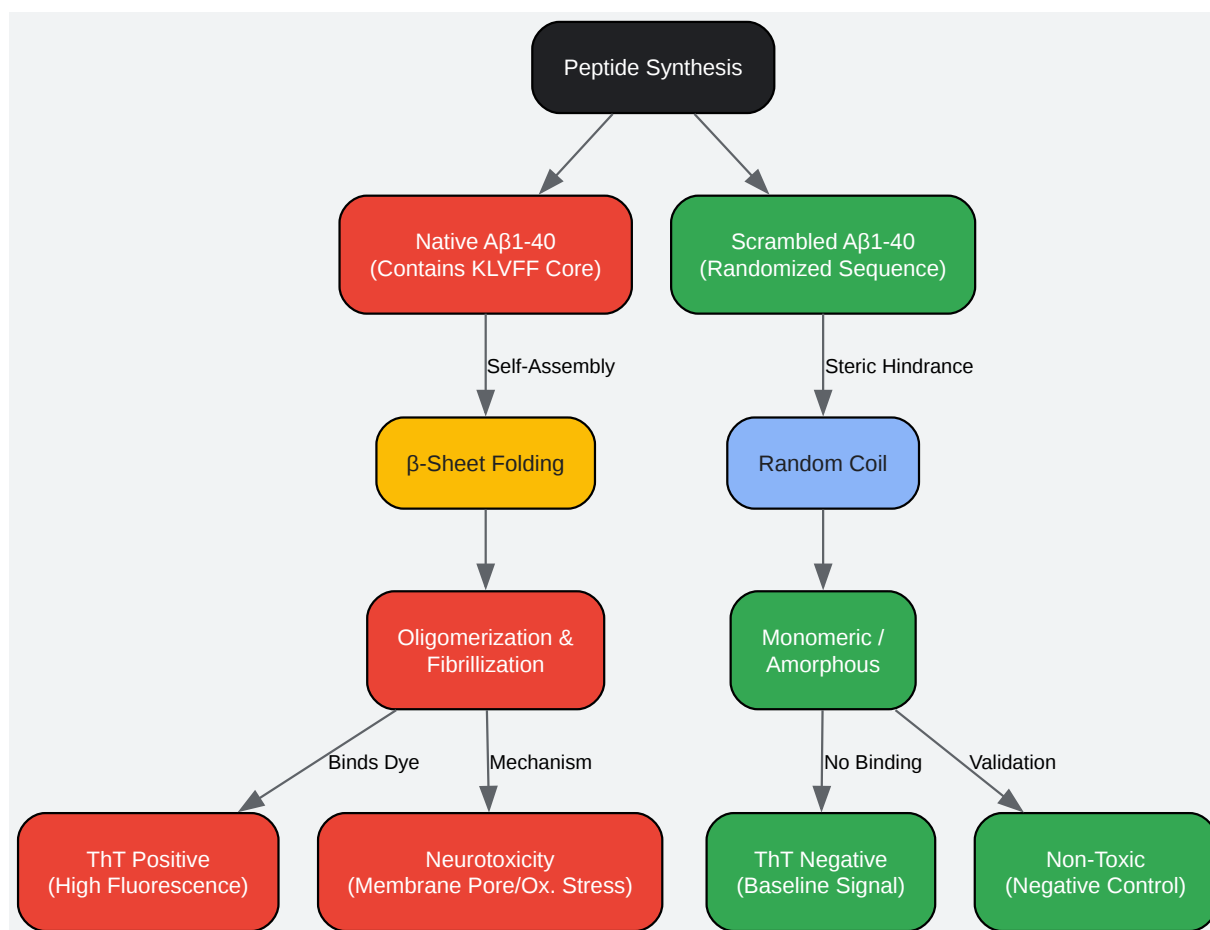 Peptide Synthesis
Native Aβ1-40
(Contains KLVFF Core)
Scrambled Aβ1-40
(Randomized Sequence)
Self-Assembly
Steric Hindrance
β-Sheet Folding
Random Coil
Oligomerization &
Fibrillization
Monomeric /
Amorphous
Binds Dye
Mechanism
No Binding
Validation
ThT Positive
(High Fluorescence)
Neurotoxicity
(Membrane Pore/Ox. Stress)
ThT Negative
(Baseline Signal)
Non-Toxic
(Negative Control)